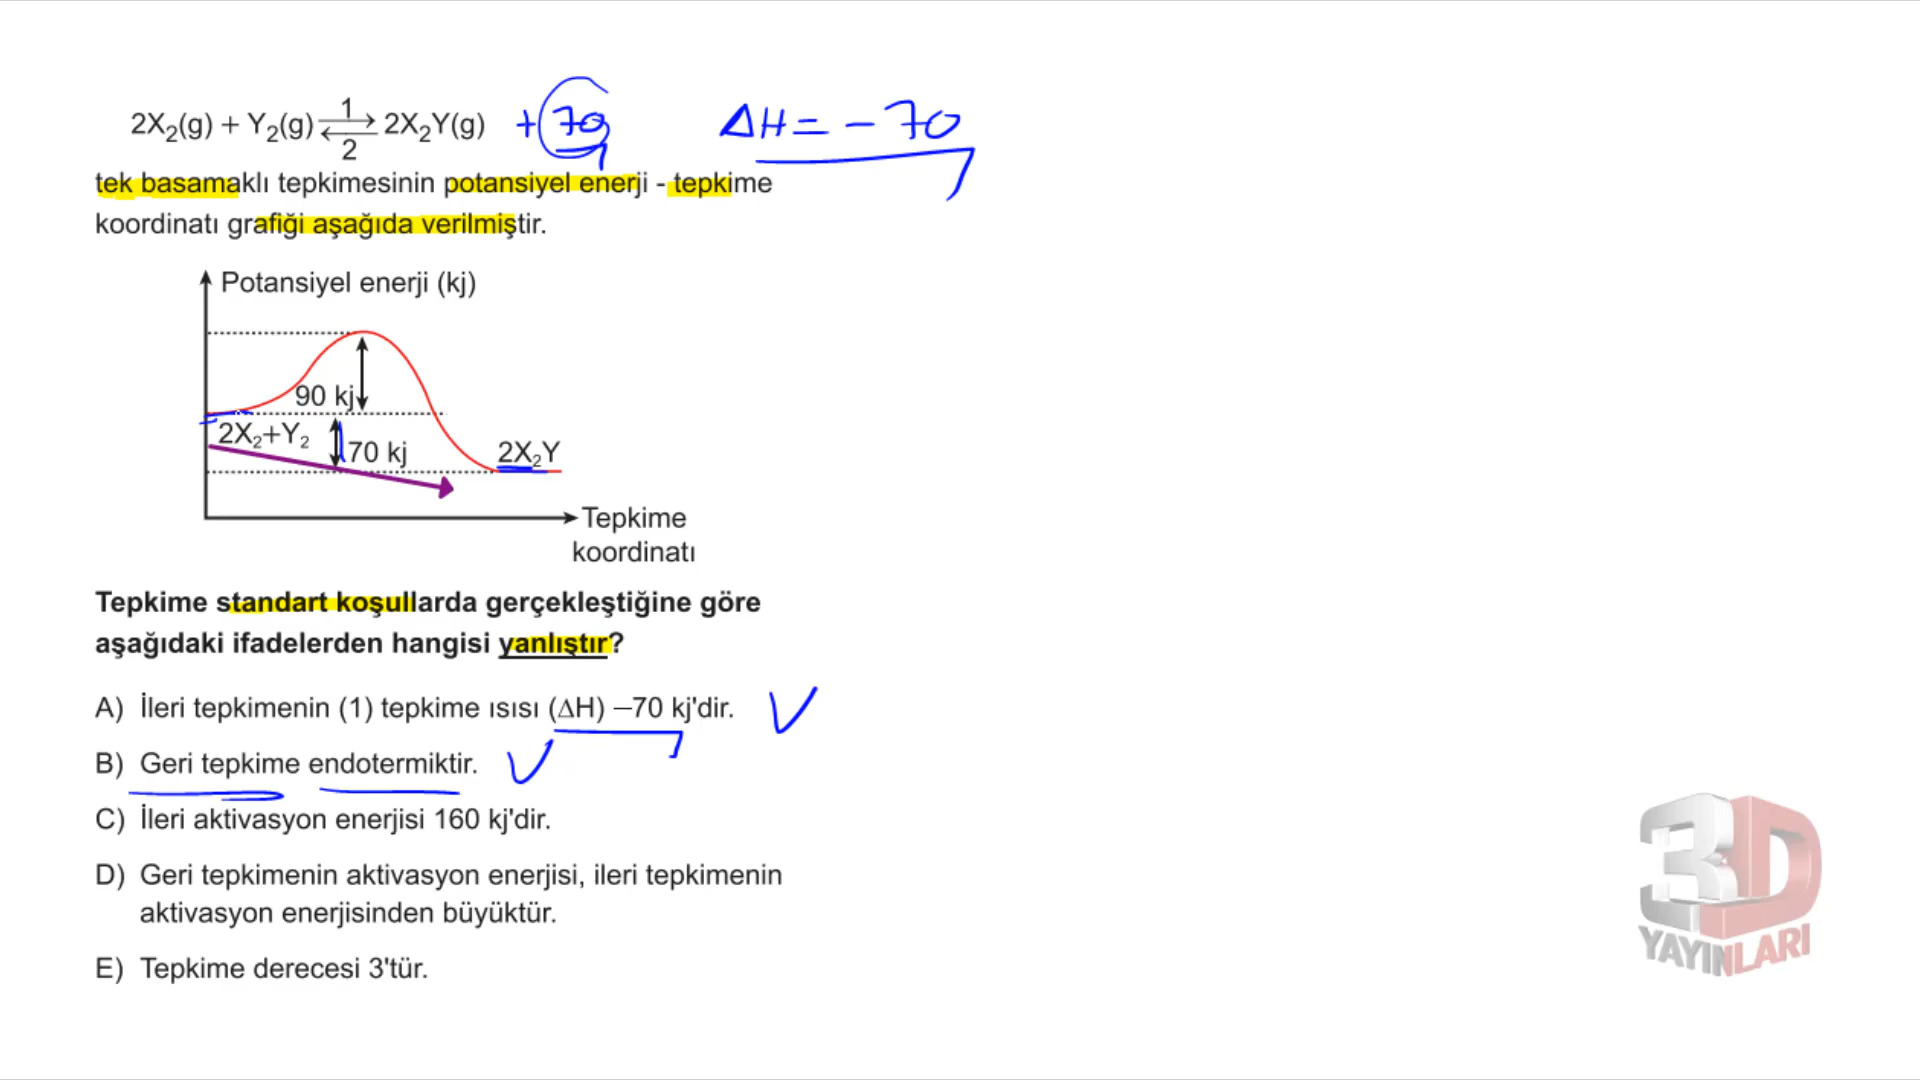 2X₂(g) + Y₂(g) 1 ⇄ 2 2X₂Y(g) + 70 ΔH = - 70
tek basamaklı tepkimesinin potansiyel enerji - tepkime
koordinatı grafiği aşağıda verilmiştir.
Potansiyel enerji (kj)
90 kj
2X₂+Y₂
70 kj
2X₂Y
Tepkime
koordinatı
Tepkime standart koşullarda gerçekleştiğine göre
aşağıdaki ifadelerden hangisi yanlıştır?
A) İleri tepkimenin (1) tepkime ısısı (ΔH) –70 kj'dir.
B) Geri tepkime endotermiktir.
C) İleri aktivasyon enerjisi 160 kj'dir.
D) Geri tepkimenin aktivasyon enerjisi, ileri tepkimenin
aktivasyon enerjisinden büyüktür.
E) Tepkime derecesi 3'tür.
3D
YAYINLARI